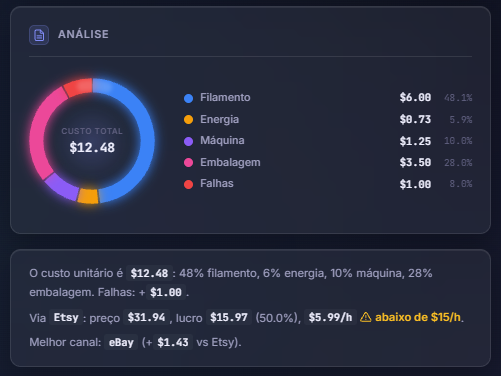 ANÁLISE
CUSTO TOTAL
$12.48
Filamento $6.00 48.1%
Energia $0.73 5.9%
Máquina $1.25 10.0%
Embalagem $3.50 28.0%
Falhas $1.00 8.0%
O custo unitário é $12.48 : 48% filamento, 6% energia, 10% máquina, 28%
embalagem. Falhas: + $1.00 .
Via Etsy : preço $31.94 , lucro $15.97 (50.0%), $5.99/h ⚠ abaixo de $15/h.
Melhor canal: eBay (+ $1.43 vs Etsy).